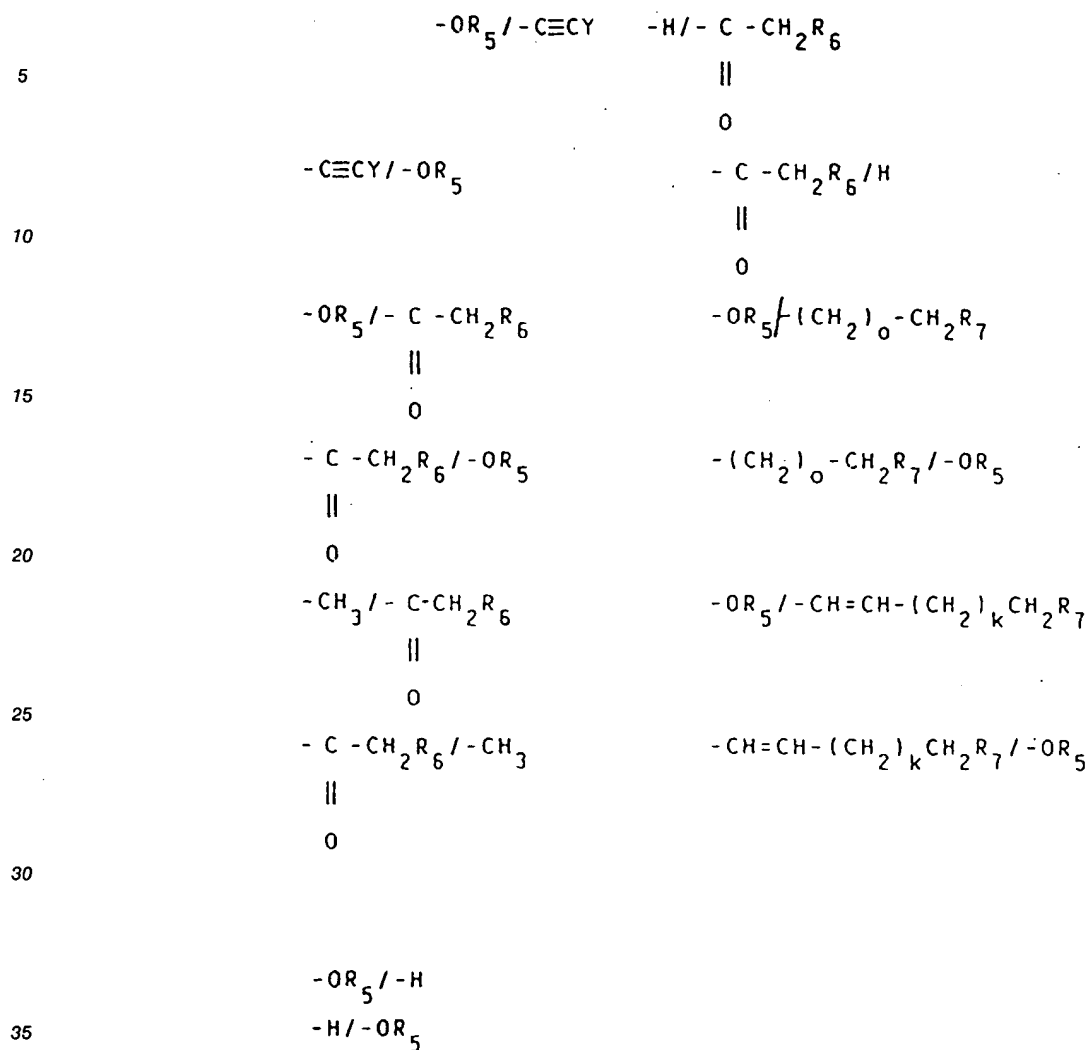 -OR5/-C≡CY -H/- C -CH2R6
5 ||
O
-C≡CY/-OR5 - C -CH2R6/H
||
10
O
-OR5/- C -CH2R6 -OR5/-(CH2)o-CH2R7
||
15
O
- C -CH2R6/-OR5 -(CH2)o-CH2R7/-OR5
||
20 O
-CH3/- C-CH2R6 -OR5/-CH=CH-(CH2)kCH2R7
||
O
25
- C -CH2R6/-CH3 -CH=CH-(CH2)kCH2R7/-OR5
||
O
30
-OR5/-H
35 -H/-OR5